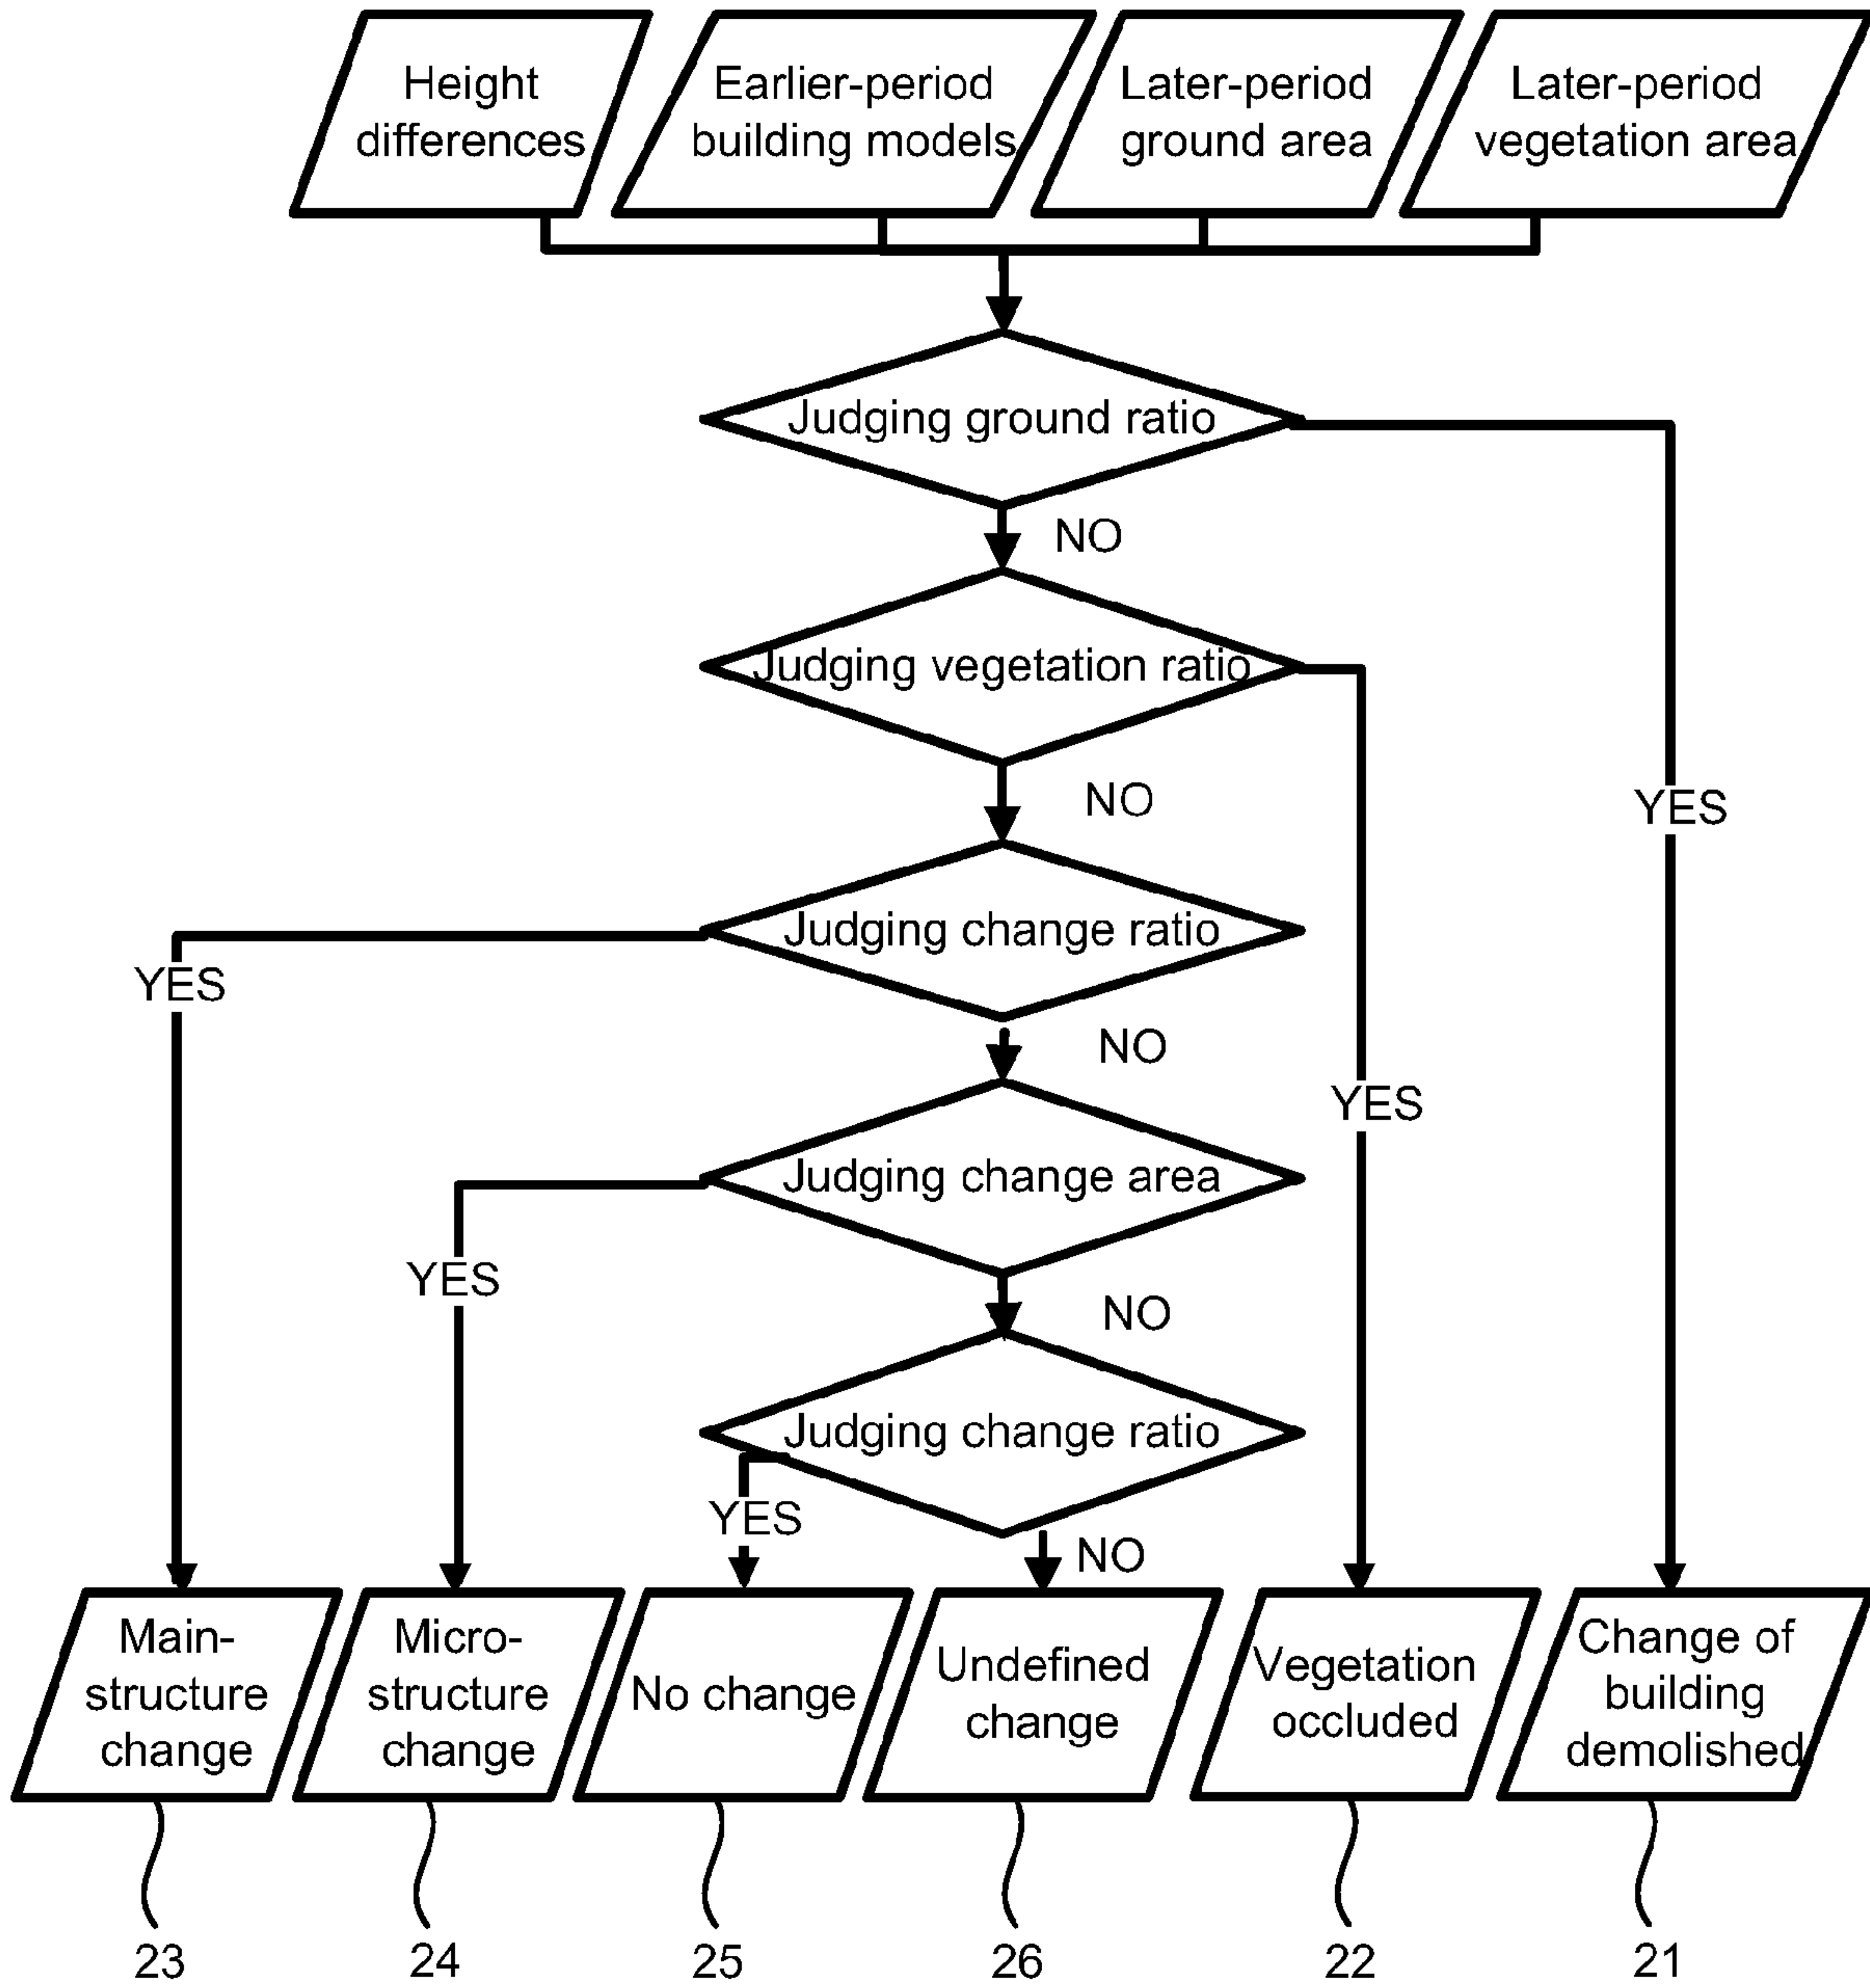 Height
differences
Earlier-period
building models
Later-period
ground area
Later-period
vegetation area
Judging ground ratio
NO
Judging vegetation ratio
NO
YES
Judging change ratio
YES
NO
YES
Judging change area
YES
NO
Judging change ratio
YES
NO
Main-
structure
change
Micro-
structure
change
No change
Undefined
change
Vegetation
occluded
Change of
building
demolished
23
24
25
26
22
21